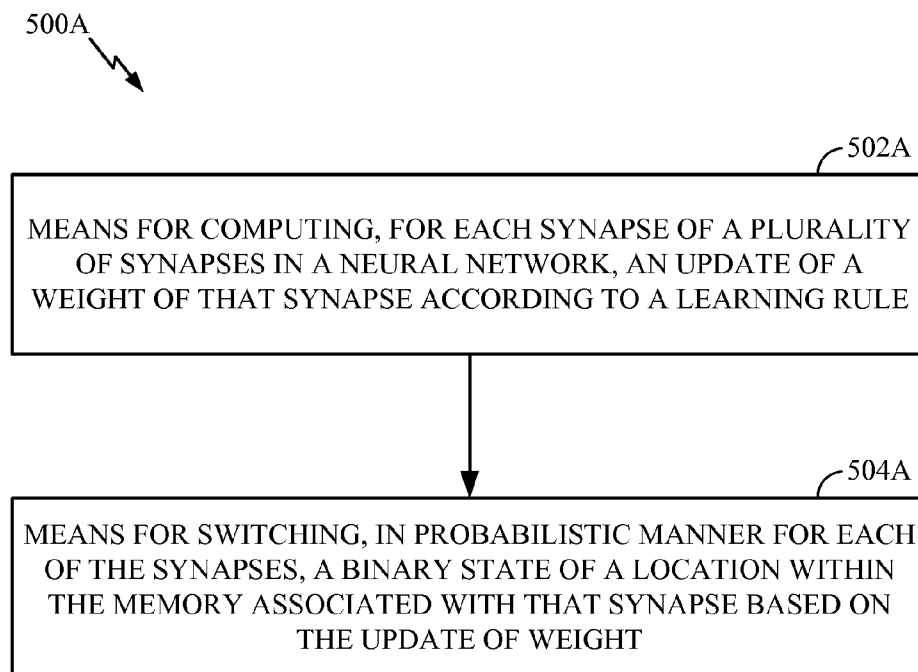 500A
502A
MEANS FOR COMPUTING, FOR EACH SYNAPSE OF A PLURALITY
OF SYNAPSES IN A NEURAL NETWORK, AN UPDATE OF A
WEIGHT OF THAT SYNAPSE ACCORDING TO A LEARNING RULE
504A
MEANS FOR SWITCHING, IN PROBABILISTIC MANNER FOR EACH
OF THE SYNAPSES, A BINARY STATE OF A LOCATION WITHIN
THE MEMORY ASSOCIATED WITH THAT SYNAPSE BASED ON
THE UPDATE OF WEIGHT